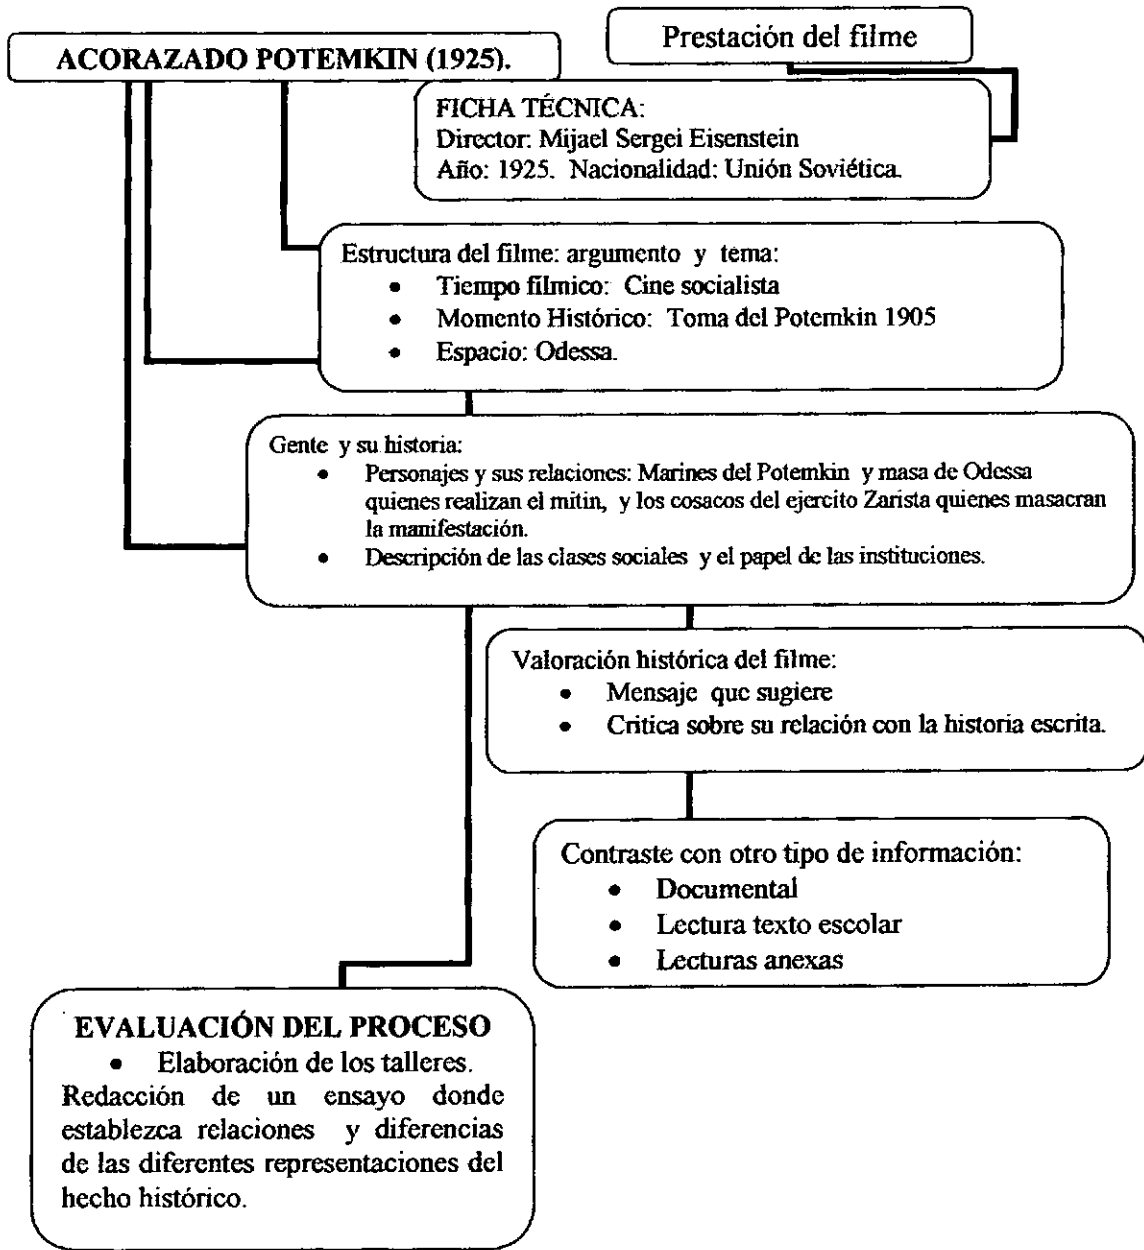 ACORAZADO POTEMKIN (1925).
Prestación del filme
FICHA TÉCNICA:
Director: Mijael Sergei Eisenstein
Año: 1925. Nacionalidad: Unión Soviética.
Estructura del filme: argumento y tema:
• Tiempo fílmico: Cine socialista
• Momento Histórico: Toma del Potemkin 1905
• Espacio: Odessa.
Gente y su historia:
• Personajes y sus relaciones: Marines del Potemkin y masa de Odessa
quienes realizan el mitin, y los cosacos del ejercito Zarista quienes masacran
la manifestación.
• Descripción de las clases sociales y el papel de las instituciones.
Valoración histórica del filme:
• Mensaje que sugiere
• Critica sobre su relación con la historia escrita.
Contraste con otro tipo de información:
• Documental
• Lectura texto escolar
• Lecturas anexas
EVALUACIÓN DEL PROCESO
• Elaboración de los talleres.
Redacción de un ensayo donde
establezca relaciones y diferencias
de las diferentes representaciones del
hecho histórico.